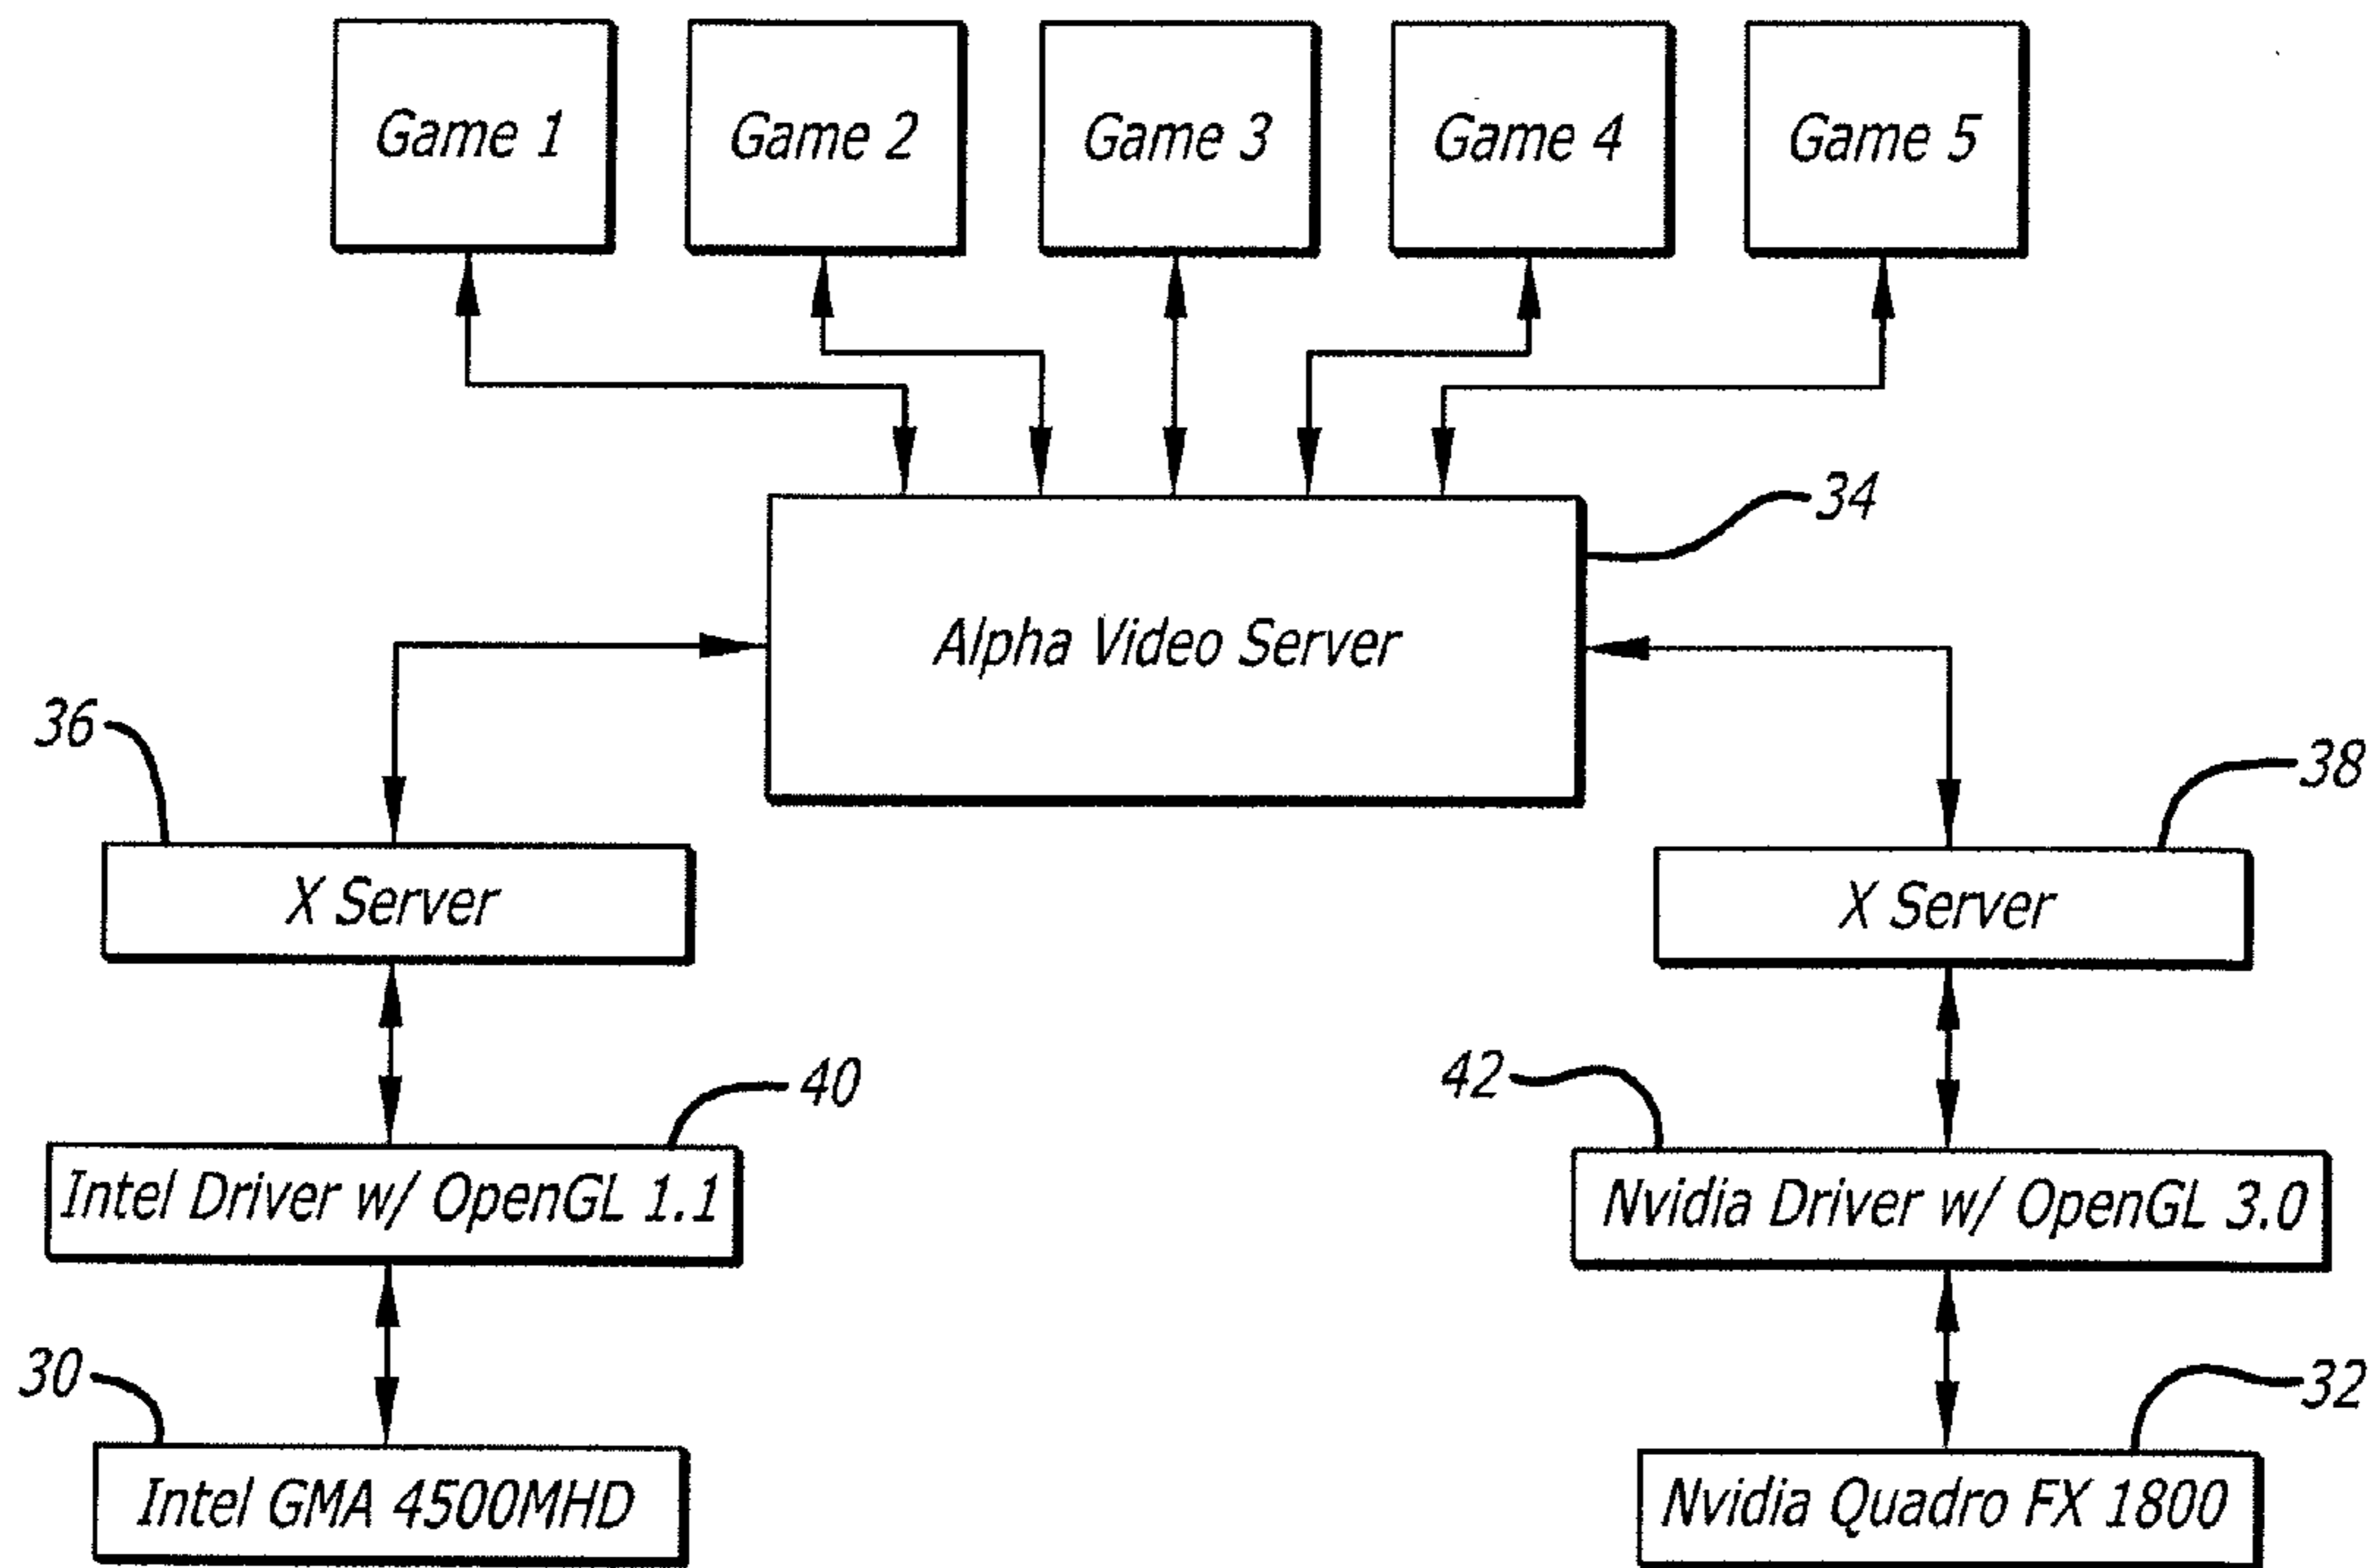 Game 1
Game 2
Game 3
Game 4
Game 5
34
Alpha Video Server
36
38
X Server
X Server
40
42
Intel Driver w/ OpenGL 1.1
Nvidia Driver w/ OpenGL 3.0
30
32
Intel GMA 4500MHD
Nvidia Quadro FX 1800